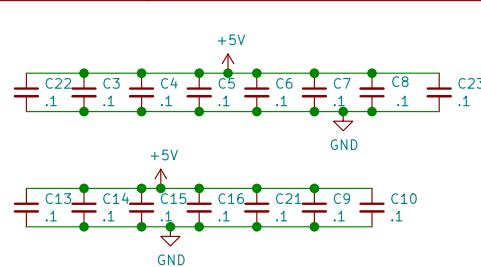 +5V
C22 C3 C4 C5 C6 C7 C8 C23
.1 .1 .1 .1 .1 .1 .1 .1
GND
+5V
C13 C14 C15 C16 C21 C9 C10
.1 .1 .1 .1 .1 .1 .1
GND